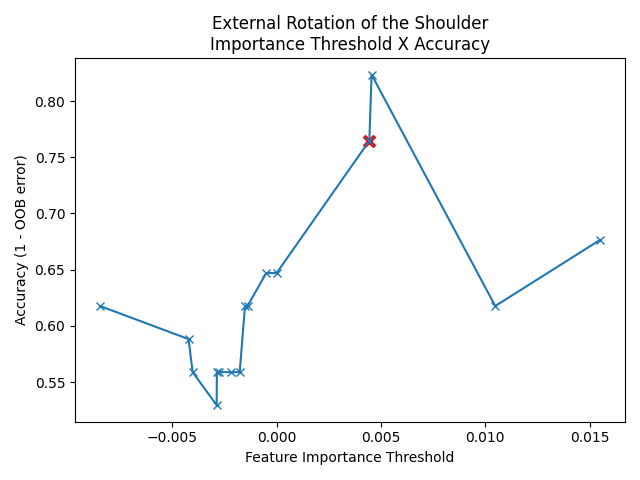 External Rotation of the Shoulder
Importance Threshold X Accuracy
Accuracy (1 - OOB error)
0.80
0.75
0.70
0.65
0.60
0.55
−0.005 0.000 0.005 0.010 0.015
Feature Importance Threshold